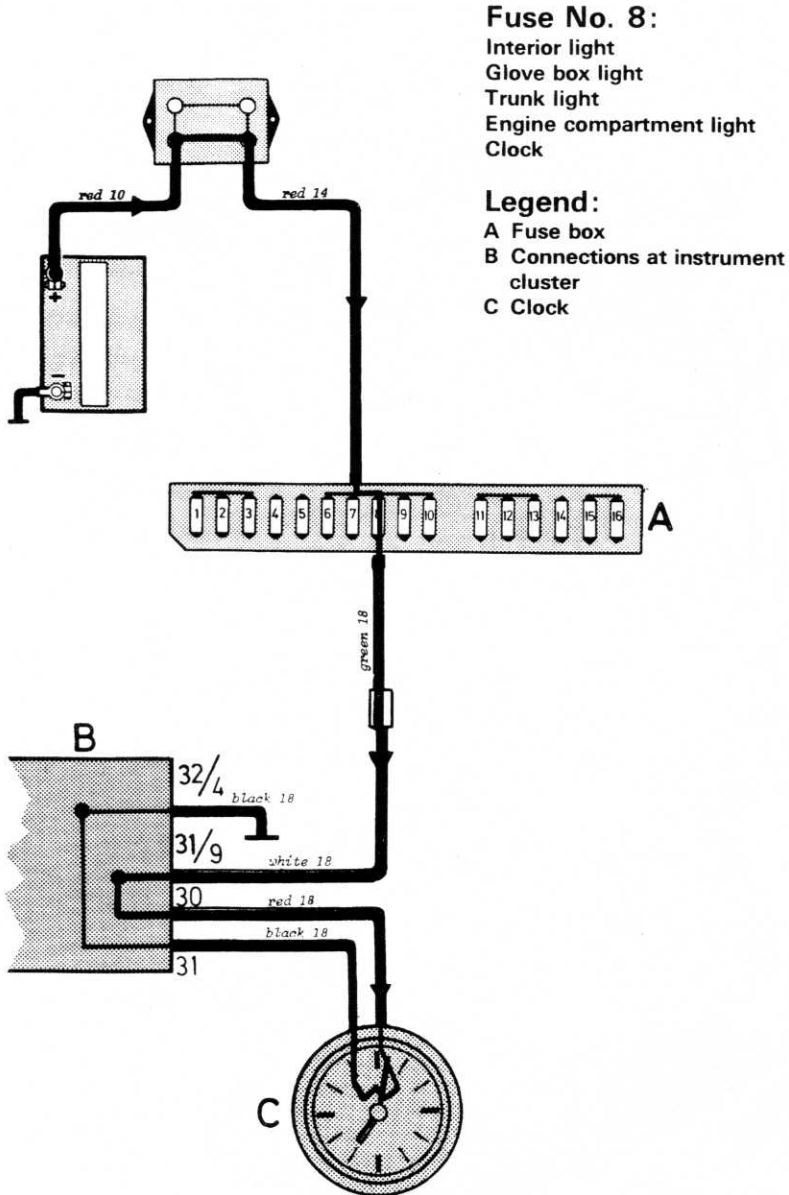 Fuse No. 8:
Interior light
Glove box light
Trunk light
Engine compartment light
Clock
Legend:
A Fuse box
B Connections at instrument
cluster
C Clock
red 10
red 14
+
−
1 2 3 4 5 6 7 8 9 10 11 12 13 14 15 16
A
green 18
B
32/4
black 18
31/9
white 18
30
red 18
black 18
31
C